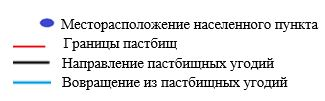 Месторасположение населенного пункта
Границы пастбищ
Направление пастбищных угодий
Вовращение из пастбищных угодий